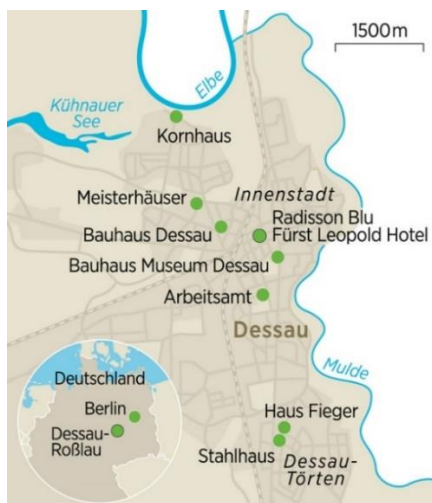 1500 m
Elbe
Kühnauer
See
Kornhaus
Meisterhäuser
Innenstadt
Radisson Blu
Fürst Leopold Hotel
Bauhaus Dessau
Bauhaus Museum Dessau
Arbeitsamt
Dessau
Mulde
Deutschland
Berlin
Dessau-
Roßlau
Haus Fieger
Stahlhaus
Dessau-
Törten